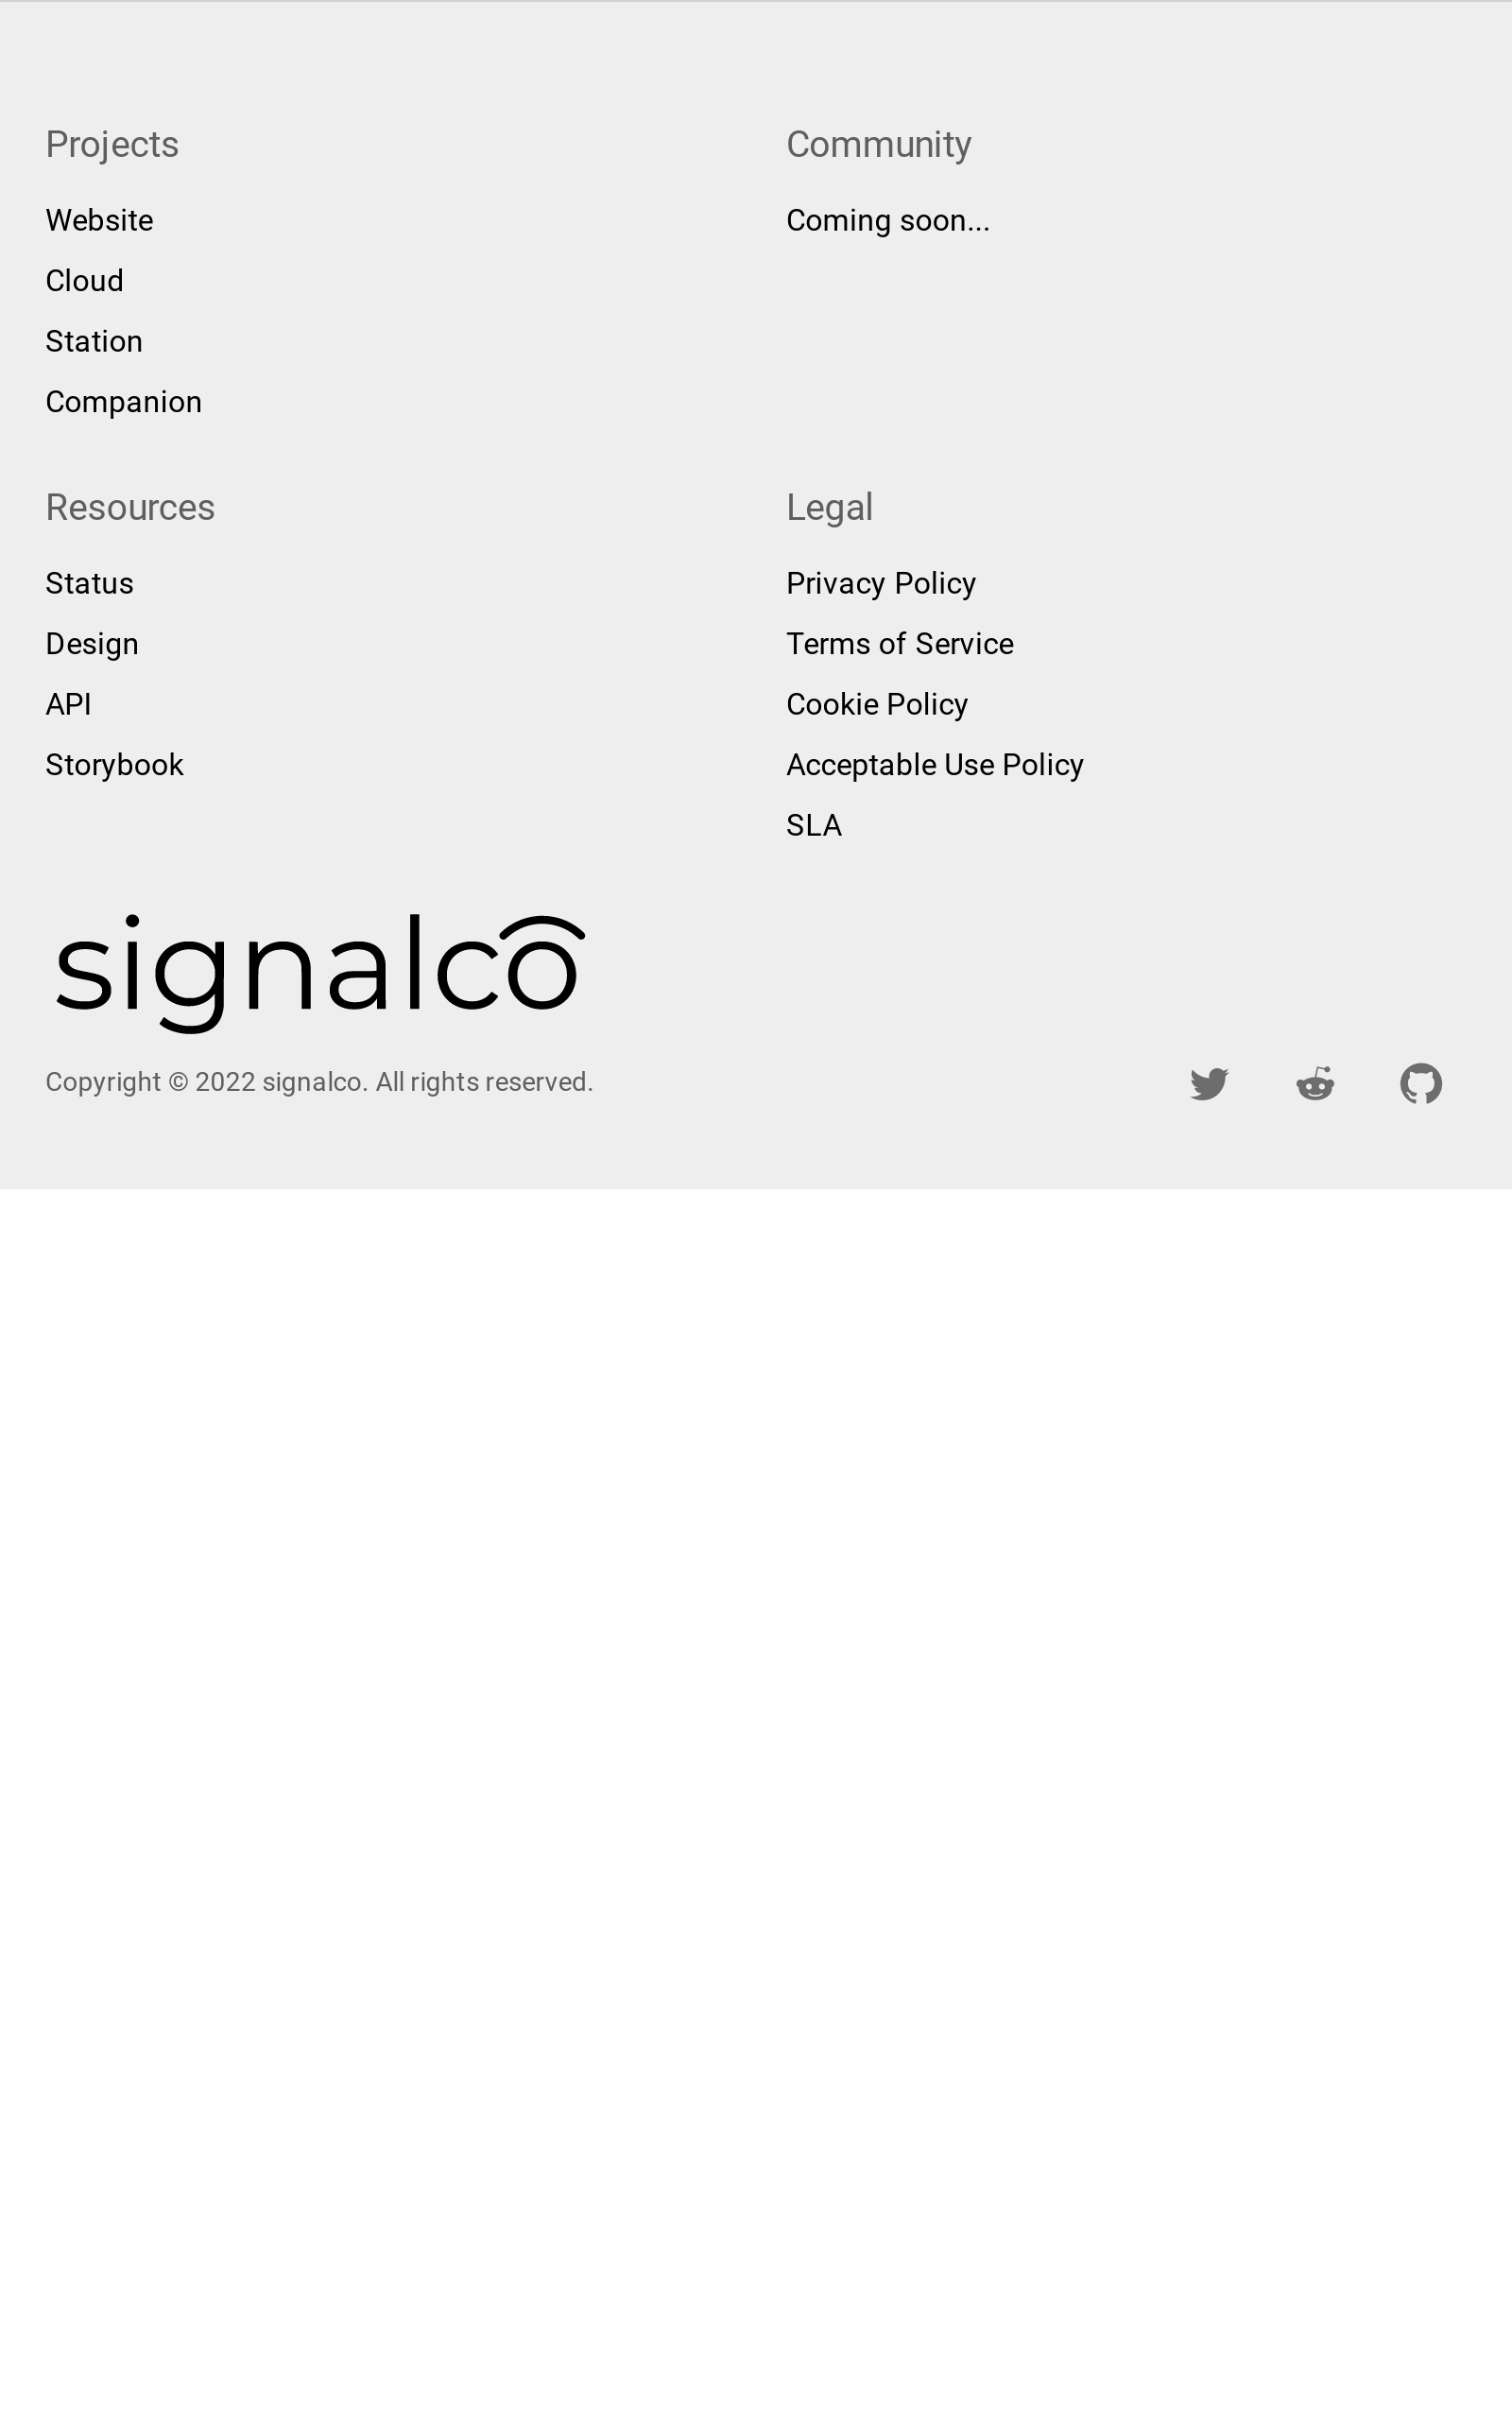 Projects
Website
Cloud
Station
Companion
Community
Coming soon...
Resources
Status
Design
API
Storybook
Legal
Privacy Policy
Terms of Service
Cookie Policy
Acceptable Use Policy
SLA
signalco
Copyright © 2022 signalco. All rights reserved.